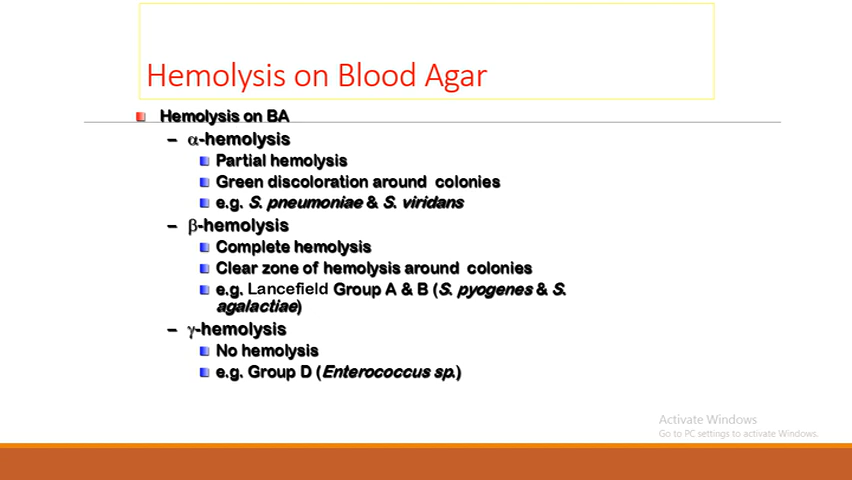 Hemolysis on Blood Agar
Hemolysis on BA
– α-hemolysis
Partial hemolysis
Green discoloration around colonies
e.g. S. pneumoniae & S. viridans
– β-hemolysis
Complete hemolysis
Clear zone of hemolysis around colonies
e.g. Lancefield Group A & B (S. pyogenes & S.
agalactiae)
– γ-hemolysis
No hemolysis
e.g. Group D (Enterococcus sp.)
Activate Windows
Go to PC settings to activate Windows.